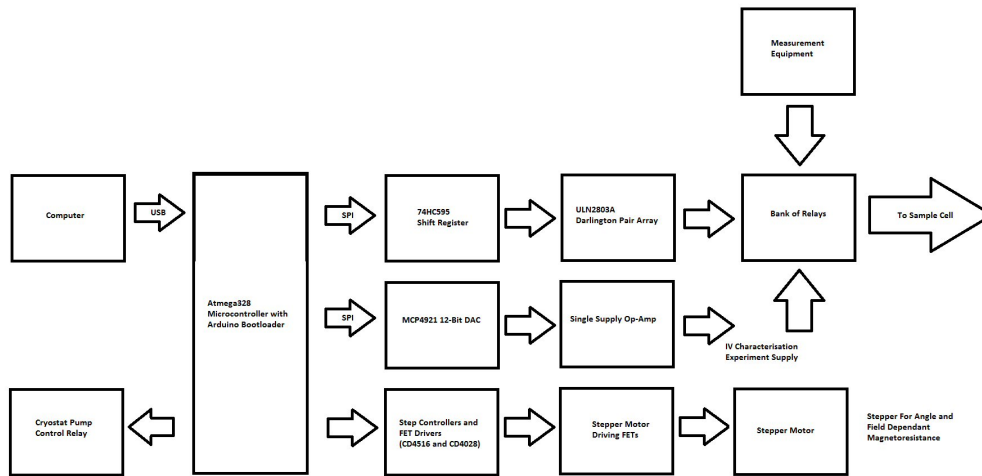 Measurement
Equipment
Computer
USB
SPI
74HC595
Shift Register
ULN2803A
Darlington Pair Array
Bank of Relays
To Sample Cell
Atmega328
Microcontroller with
Arduino Bootloader
SPI
MCP4921 12-Bit DAC
Single Supply Op-Amp
IV Characterisation
Experiment Supply
Cryostat Pump
Control Relay
Step Controllers and
FET Drivers
(CD4516 and CD4028)
Stepper Motor
Driving FETs
Stepper Motor
Stepper For Angle and
Field Dependant
Magnetoresistance